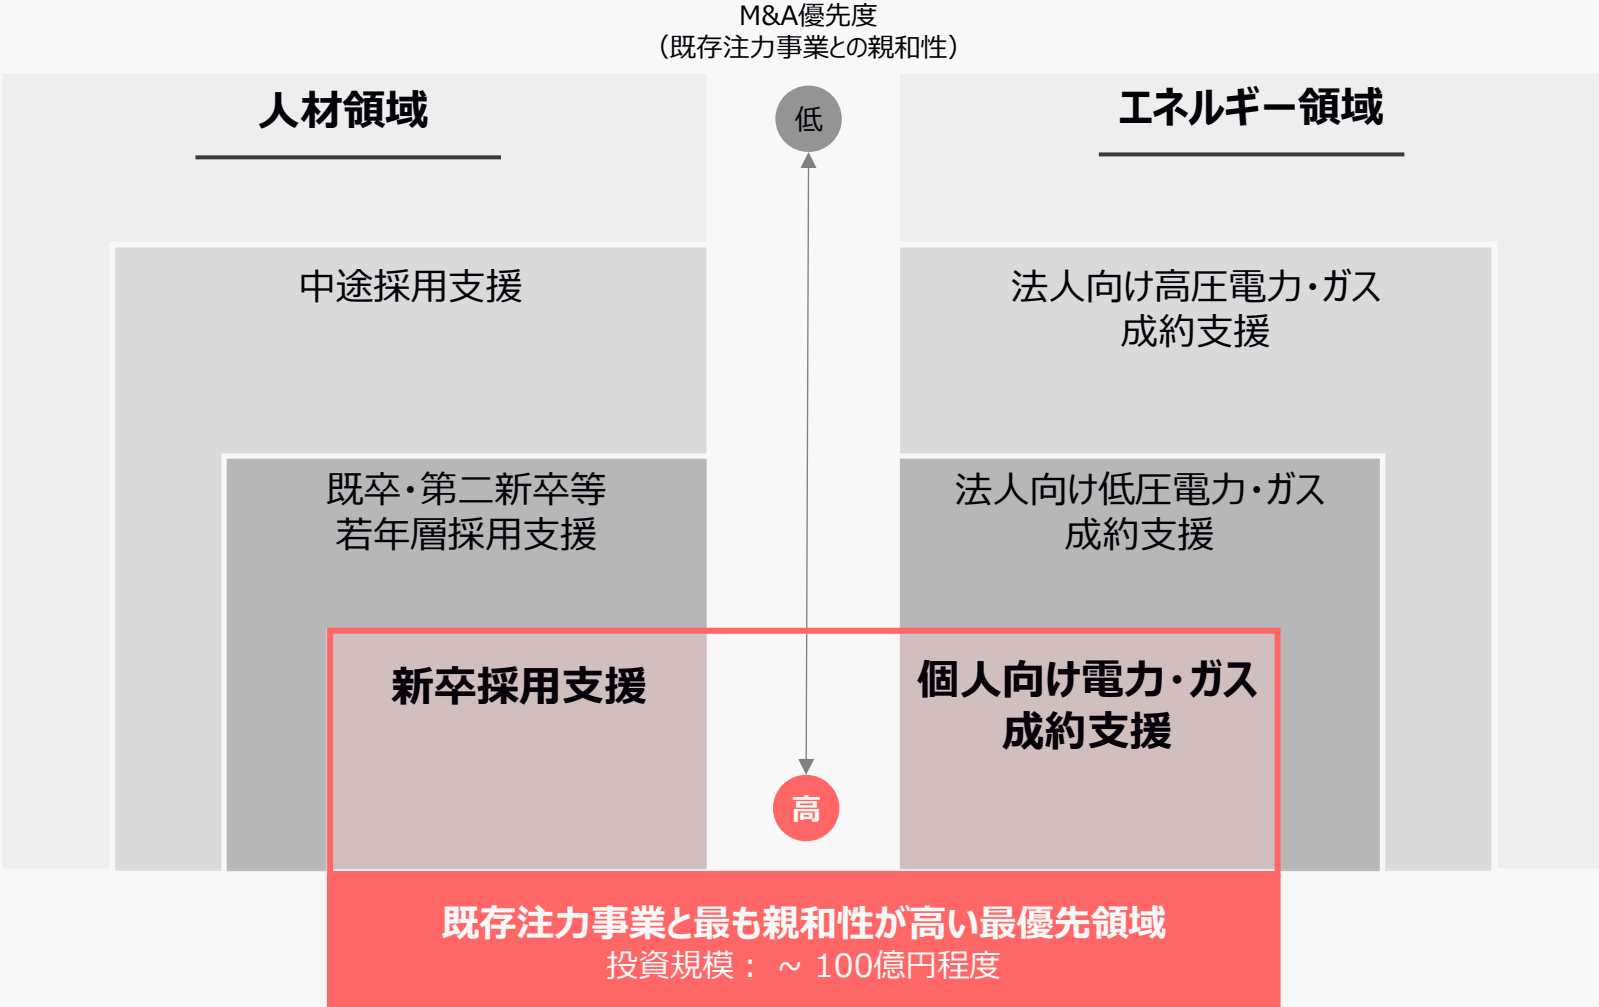 M&A優先度
（既存注力事業との親和性）
人材領域
低
エネルギー領域
中途採用支援
法人向け高圧電力・ガス
成約支援
既卒・第二新卒等
若年層採用支援
法人向け低圧電力・ガス
成約支援
新卒採用支援
個人向け電力・ガス
成約支援
高
既存注力事業と最も親和性が高い最優先領域
投資規模： ~ 100億円程度